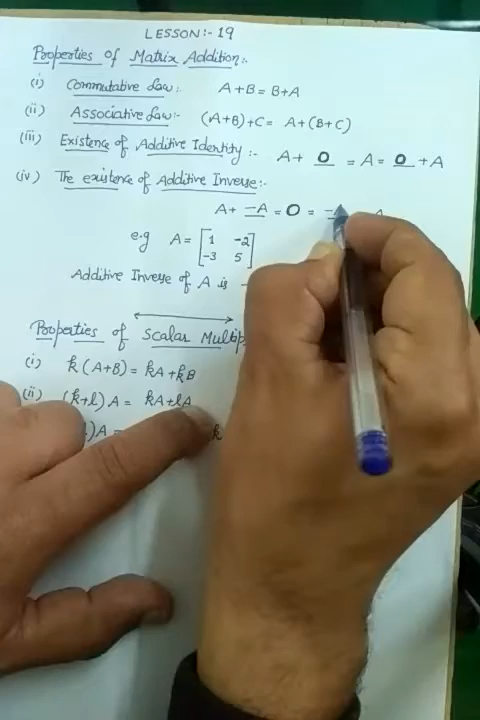 LESSON:- 19
Properties of Matrix Addition:-
(i) Commutative Law:- A+B = B+A
(ii) Associative Law:- (A+B)+C = A+(B+C)
(iii) Existence of Additive Identity :- A + O = A = O + A
(iv) The existence of Additive Inverse:-
A + -A = O = -A A
e.g A = [1 -2
-3 5]
Additive Inverse of A is -
Properties of Scalar Multip
(i) k(A+B) = kA+kB
(ii) (k+l)A = kA+lA
)A = k